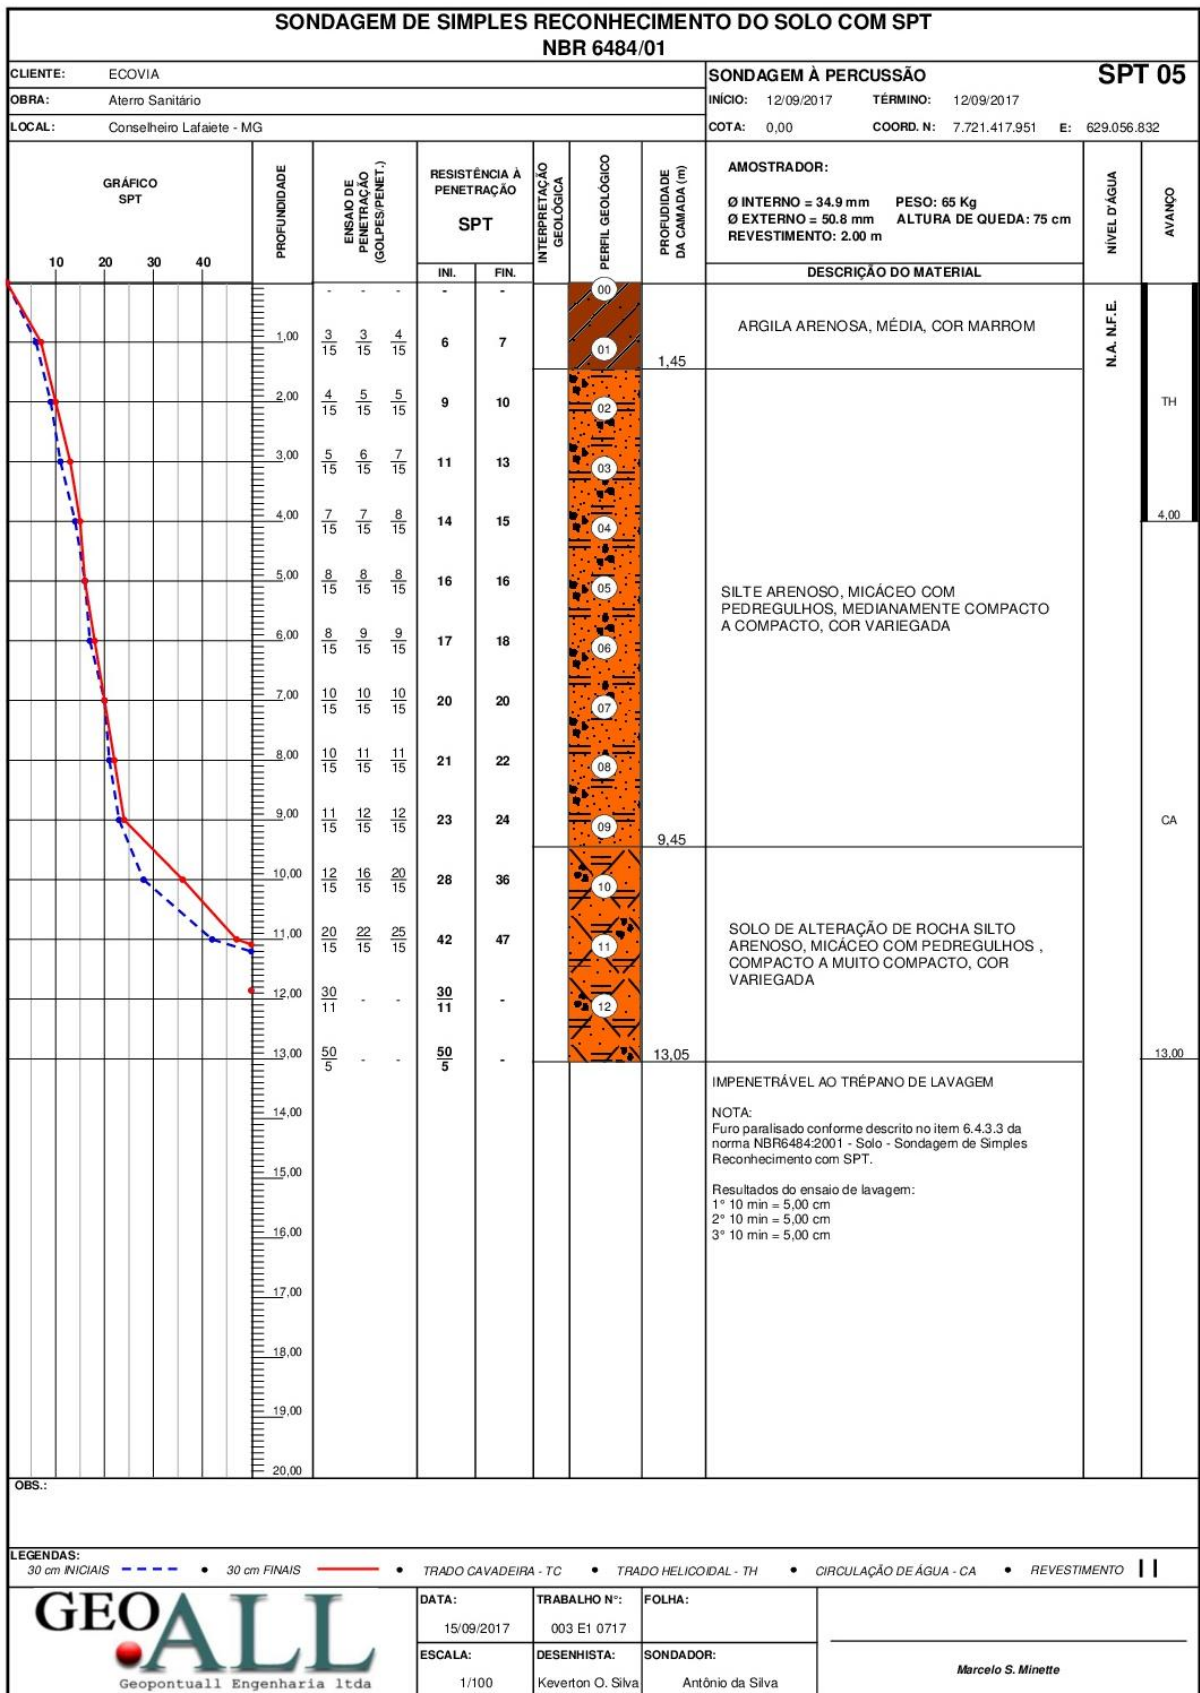 SONDAGEM DE SIMPLES RECONHECIMENTO DO SOLO COM SPT
NBR 6484/01
CLIENTE: ECOVIA
OBRA: Aterro Sanitário
LOCAL: Conselheiro Lafaiete - MG
SONDAGEM À PERCUSSÃO SPT 05
INÍCIO: 12/09/2017 TÉRMINO: 12/09/2017
COTA: 0,00 COORD. N: 7.721.417.951 E: 629.056.832
GRÁFICO
SPT
10 20 30 40
PROFUNDIDADE
ENSAIO DE
PENETRAÇÃO
(GOLPES/PENET.)
RESISTÊNCIA À
PENETRAÇÃO
SPT
INI. FIN.
INTERPRETAÇÃO
GEOLÓGICA
PERFIL GEOLÓGICO
PROFUDIDADE
DA CAMADA (m)
AMOSTRADOR:
Ø INTERNO = 34.9 mm PESO: 65 Kg
Ø EXTERNO = 50.8 mm ALTURA DE QUEDA: 75 cm
REVESTIMENTO: 2.00 m
DESCRIÇÃO DO MATERIAL
NÍVEL D'ÁGUA
AVANÇO
- - - - - 00
1,00 3/15 3/15 4/15 6 7 01
2,00 4/15 5/15 5/15 9 10 02
3,00 5/15 6/15 7/15 11 13 03
4,00 7/15 7/15 8/15 14 15 04
5,00 8/15 8/15 8/15 16 16 05
6,00 8/15 9/15 9/15 17 18 06
7,00 10/15 10/15 10/15 20 20 07
8,00 10/15 11/15 11/15 21 22 08
9,00 11/15 12/15 12/15 23 24 09
10,00 12/15 16/15 20/15 28 36 10
11,00 20/15 22/15 25/15 42 47 11
12,00 30/11 - - 30/11 - 12
13,00 50/5 - - 50/5 -
14,00
15,00
16,00
17,00
18,00
19,00
20,00
1,45
9,45
13,05
ARGILA ARENOSA, MÉDIA, COR MARROM
SILTE ARENOSO, MICÁCEO COM
PEDREGULHOS, MEDIANAMENTE COMPACTO
A COMPACTO, COR VARIEGADA
SOLO DE ALTERAÇÃO DE ROCHA SILTO
ARENOSO, MICÁCEO COM PEDREGULHOS ,
COMPACTO A MUITO COMPACTO, COR
VARIEGADA
IMPENETRÁVEL AO TRÉPANO DE LAVAGEM
NOTA:
Furo paralisado conforme descrito no item 6.4.3.3 da
norma NBR6484:2001 - Solo - Sondagem de Simples
Reconhecimento com SPT.
Resultados do ensaio de lavagem:
1° 10 min = 5,00 cm
2° 10 min = 5,00 cm
3° 10 min = 5,00 cm
N.A. N.F.E.
TH
4,00
CA
13.00
OBS.:
LEGENDAS:
30 cm INICIAIS • 30 cm FINAIS • TRADO CAVADEIRA - TC • TRADO HELICOIDAL - TH • CIRCULAÇÃO DE ÁGUA - CA • REVESTIMENTO
GEOALL
Geopontuall Engenharia ltda
DATA: TRABALHO N°: FOLHA:
15/09/2017 003 E1 0717
ESCALA: DESENHISTA: SONDADOR:
1/100 Keverton O. Silva Antônio da Silva
Marcelo S. Minette